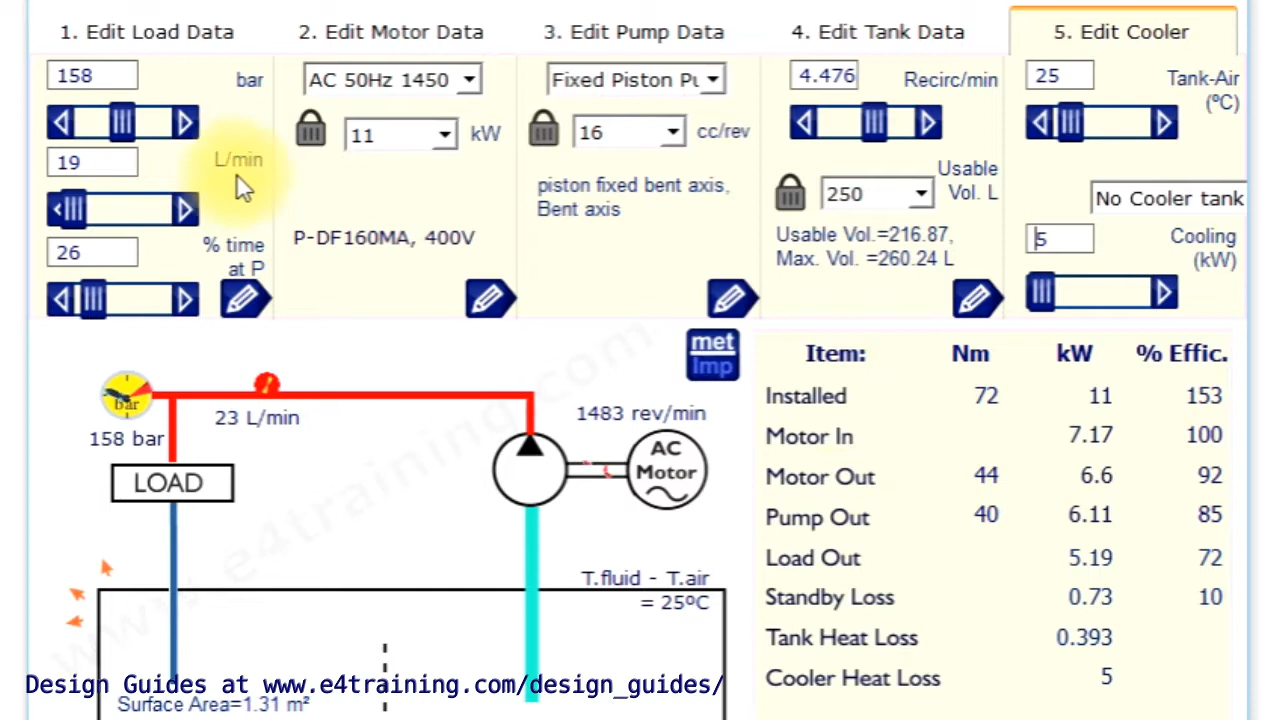 1. Edit Load Data
2. Edit Motor Data
3. Edit Pump Data
4. Edit Tank Data
5. Edit Cooler
158 bar
19 L/min
26 % time
at P
AC 50Hz 1450
11 kW
P-DF160MA, 400V
Fixed Piston Pu
16 cc/rev
piston fixed bent axis,
Bent axis
4.476 Recirc/min
Usable
250 Vol. L
Usable Vol.=216.87,
Max. Vol. =260.24 L
25 Tank-Air
(ºC)
No Cooler tank
5 Cooling
(kW)
met
Imp
bar
158 bar
23 L/min
LOAD
1483 rev/min
AC
Motor
T.fluid - T.air
= 25ºC
www.e4training.com
Surface Area=1.31 m²
Item: Nm kW % Effic.
Installed 72 11 153
Motor In 7.17 100
Motor Out 44 6.6 92
Pump Out 40 6.11 85
Load Out 5.19 72
Standby Loss 0.73 10
Tank Heat Loss 0.393
Cooler Heat Loss 5
Design Guides at www.e4training.com/design_guides/